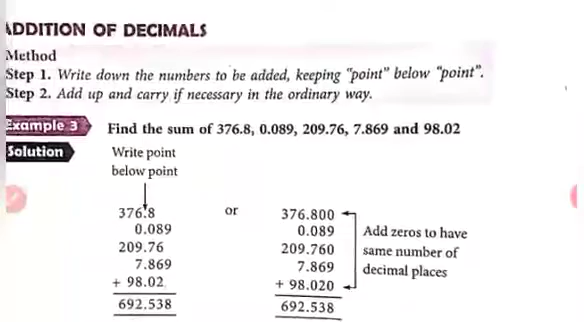 ADDITION OF DECIMALS
Method
Step 1. Write down the numbers to be added, keeping "point" below "point".
Step 2. Add up and carry if necessary in the ordinary way.
Example 3 Find the sum of 376.8, 0.089, 209.76, 7.869 and 98.02
Solution Write point
below point
376.8 or 376.800
0.089 0.089 Add zeros to have
209.76 209.760 same number of
7.869 7.869 decimal places
+ 98.02 + 98.020
692.538 692.538